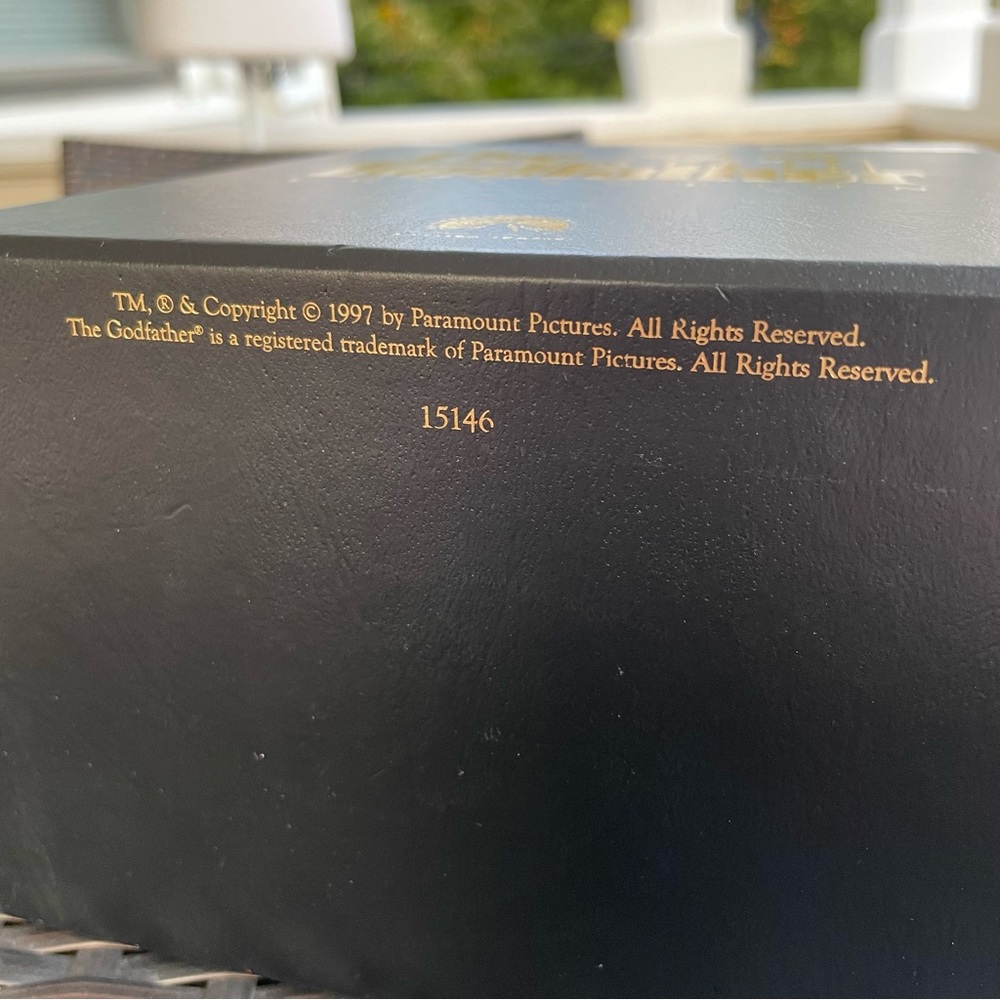 TM, ® & Copyright © 1997 by Paramount Pictures. All Rights Reserved.
The Godfather® is a registered trademark of Paramount Pictures. All Rights Reserved.
15146